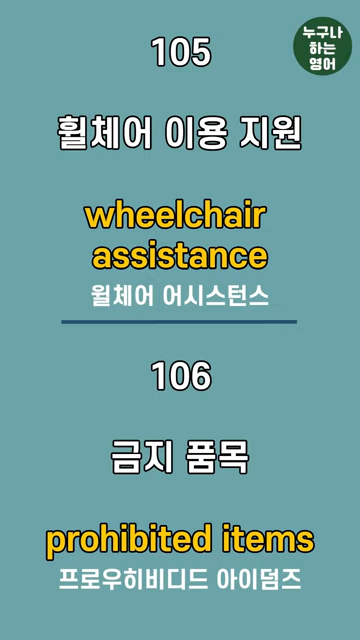 누구나
하는
영어
105
휠체어 이용 지원
wheelchair
assistance
윌체어 어시스턴스
106
금지 품목
prohibited items
프로우히비디드 아이덤즈